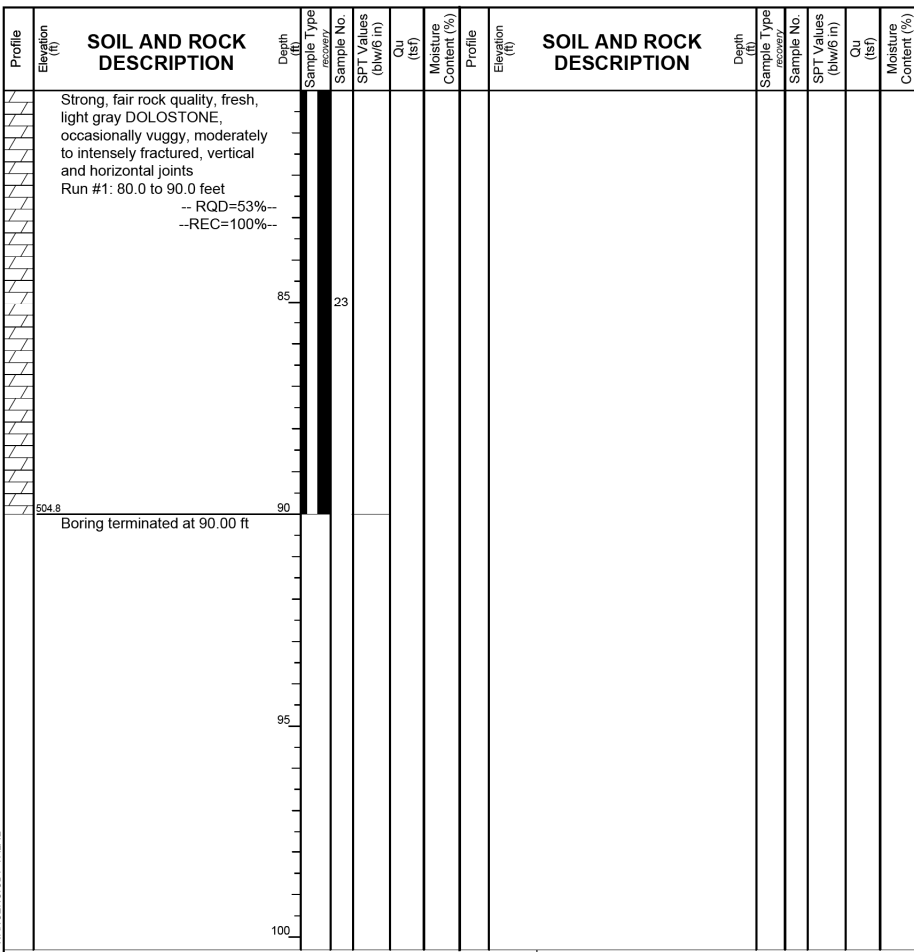 Profile
Elevation
(ft)
SOIL AND ROCK
DESCRIPTION
Depth
(ft)
Sample Type
recovery
Sample No.
SPT Values
(blw/6 in)
Qu
(tsf)
Moisture
Content (%)
Profile
Elevation
(ft)
SOIL AND ROCK
DESCRIPTION
Depth
(ft)
Sample Type
recovery
Sample No.
SPT Values
(blw/6 in)
Qu
(tsf)
Moisture
Content (%)
Strong, fair rock quality, fresh,
light gray DOLOSTONE,
occasionally vuggy, moderately
to intensely fractured, vertical
and horizontal joints
Run #1: 80.0 to 90.0 feet
-- RQD=53%--
--REC=100%--
85
23
504.8
90
Boring terminated at 90.00 ft
95
100